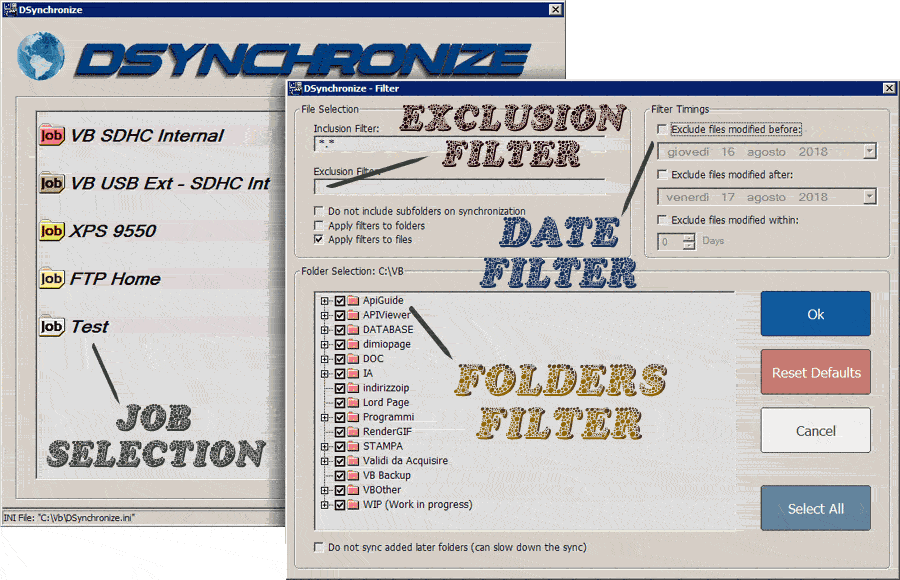 DSynchronize
DSYNCHRONIZE
Job VB SDHC Internal
Job VB USB Ext - SDHC Int
Job XPS 9550
Job FTP Home
Job Test
JOB
SELECTION
INI File: "C:\Vb\DSynchronize.ini"
DSynchronize - Filter
File Selection
Inclusion Filter:
*.*
EXCLUSION
FILTER
Exclusion Filter:
Do not include subfolders on synchronization
Apply filters to folders
Apply filters to files
DATE
FILTER
Filter Timings
Exclude files modified before:
giovedì 16 agosto 2018
Exclude files modified after:
venerdì 17 agosto 2018
Exclude files modified within:
0 Days
Folder Selection: C:\VB
ApiGuide
APIViewer
DATABASE
dimiopage
DOC
IA
indirizzoip
Lord Page
Programmi
RenderGIF
STAMPA
Validi da Acquisire
VB Backup
VBOther
WIP (Work in progress)
FOLDERS
FILTER
Ok
Reset Defaults
Cancel
Select All
Do not sync added later folders (can slow down the sync)